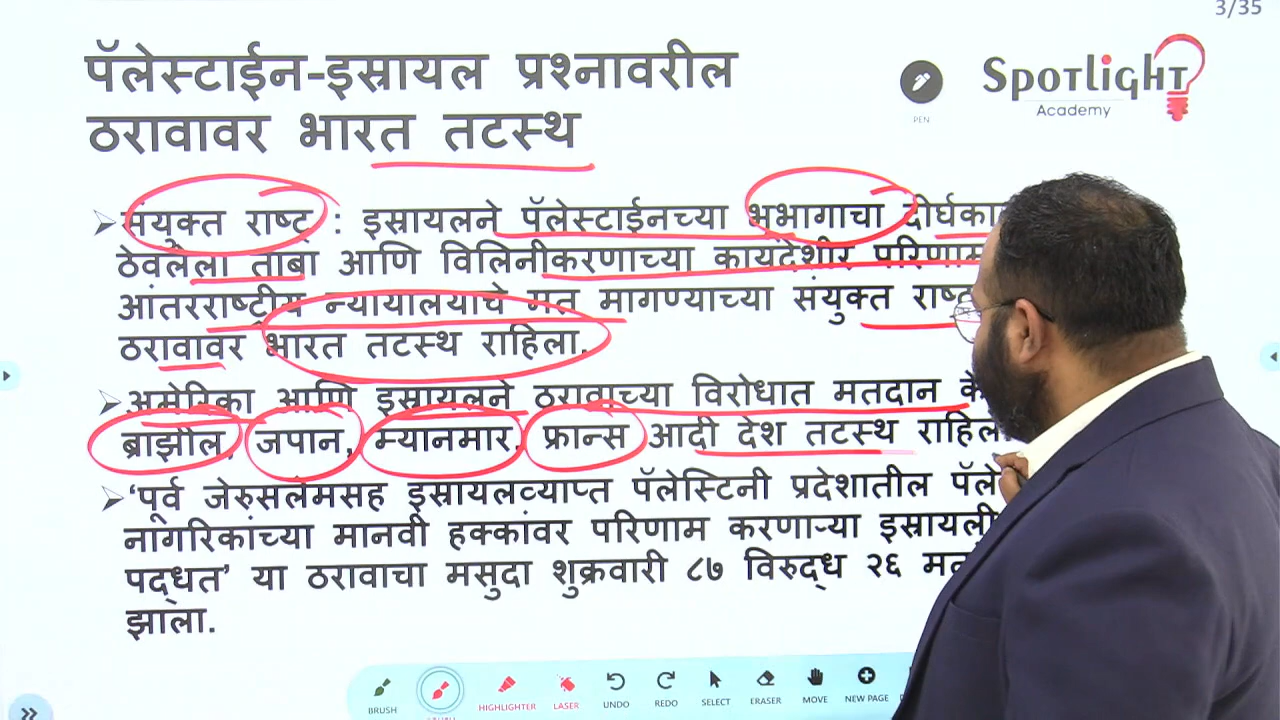 3/35
पॅलेस्टाईन-इस्रायल प्रश्नावरील
ठरावावर भारत तटस्थ
PEN
SPOTLIGHT
Academy
➢संयुक्त राष्ट्र : इस्रायलने पॅलेस्टाईनच्या भूभागाचा
ठेवलेला ताबा आणि विलिनीकरणाच्या कायदेशीर परिणाम
आंतरराष्ट्रीय न्यायालयाचे मत मागण्याच्या संयुक्त
ठरावावर भारत तटस्थ राहिला.
➢अमेरिका आणि इस्रायलने ठरावाच्या विरोधात मतदान
ब्राझील, जपान, म्यानमार, फ्रान्स आदी देश तटस्थ
➢‘पूर्व जेरुसलेमसह इस्रायलव्याप्त पॅलेस्टिनी प्रदेशातील
नागरिकांच्या मानवी हक्कांवर परिणाम करणाऱ्या इस्रायली
पद्धत’ या ठरावाचा मसुदा शुक्रवारी ८७ विरुद्ध २६
झाला.
BRUSH HIGHLIGHTER LASER UNDO REDO SELECT ERASER MOVE NEW PAGE